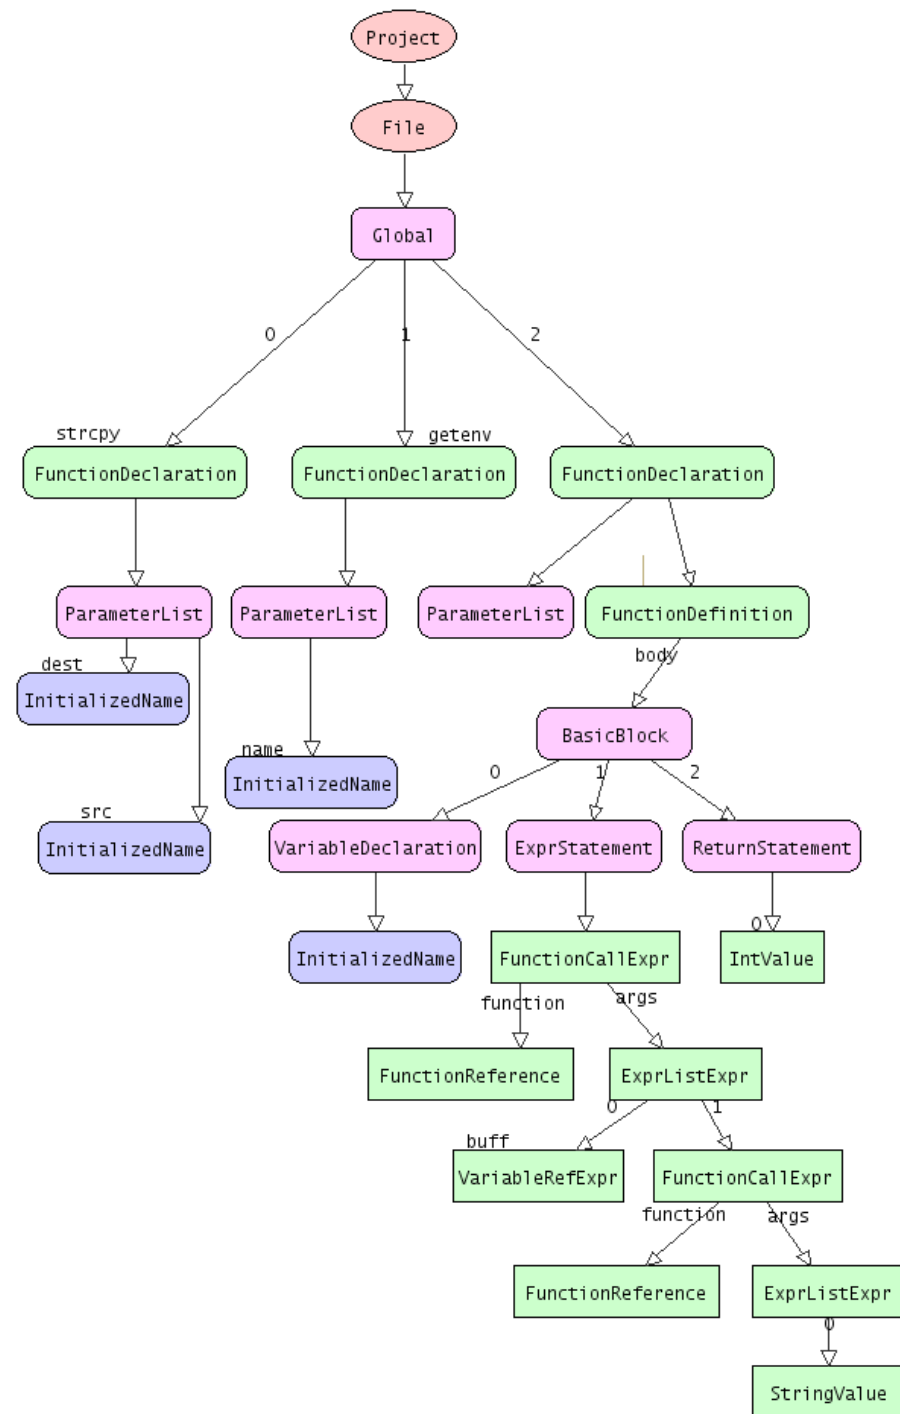 Project
File
Global
0 1 2
strcpy getenv
FunctionDeclaration FunctionDeclaration FunctionDeclaration
ParameterList ParameterList ParameterList FunctionDefinition
dest body
InitializedName
BasicBlock
name
0 1 2
InitializedName
src
InitializedName VariableDeclaration ExprStatement ReturnStatement
0
InitializedName FunctionCallExpr IntValue
function args
FunctionReference ExprListExpr
0 1
buff
VariableRefExpr FunctionCallExpr
function args
FunctionReference ExprListExpr
0
StringValue